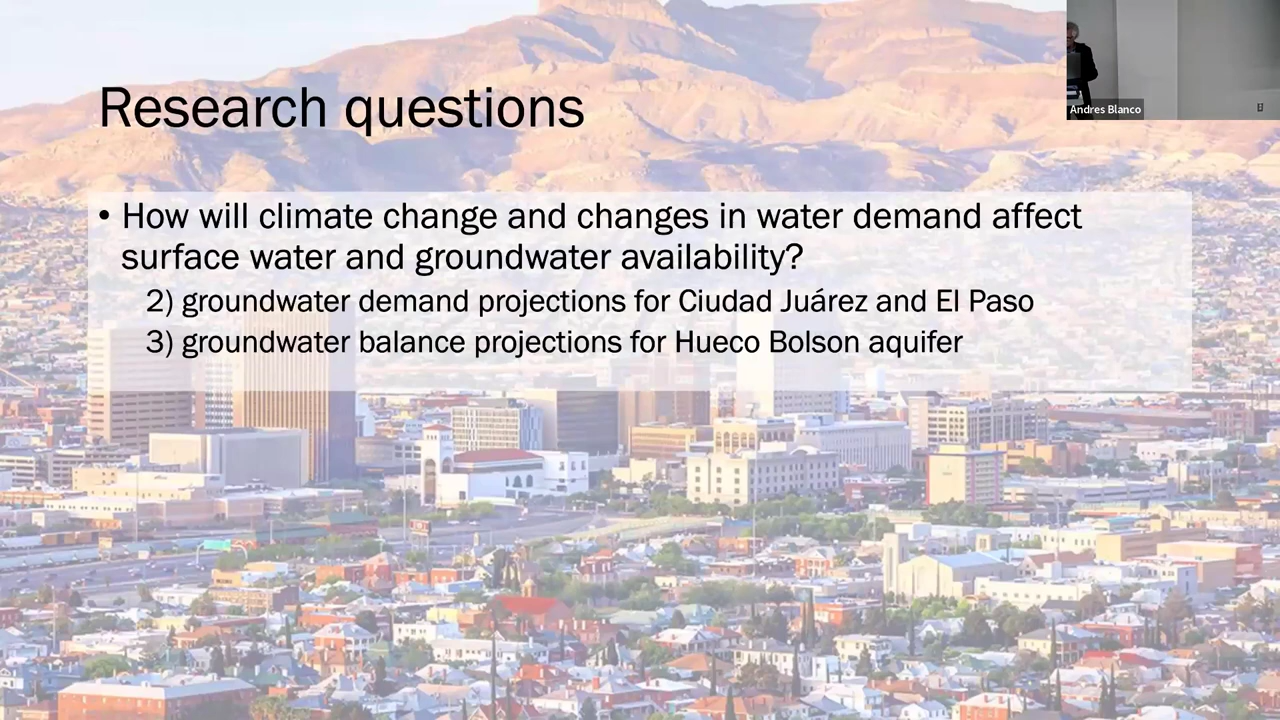 Research questions
• How will climate change and changes in water demand affect
surface water and groundwater availability?
2) groundwater demand projections for Ciudad Juárez and El Paso
3) groundwater balance projections for Hueco Bolson aquifer
Andres Blanco